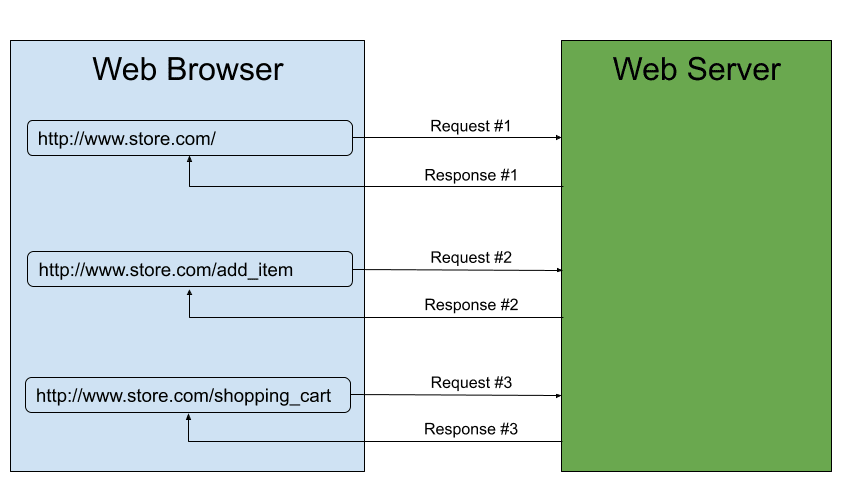 Web Browser
Web Server
http://www.store.com/
Request #1
Response #1
http://www.store.com/add_item
Request #2
Response #2
http://www.store.com/shopping_cart
Request #3
Response #3